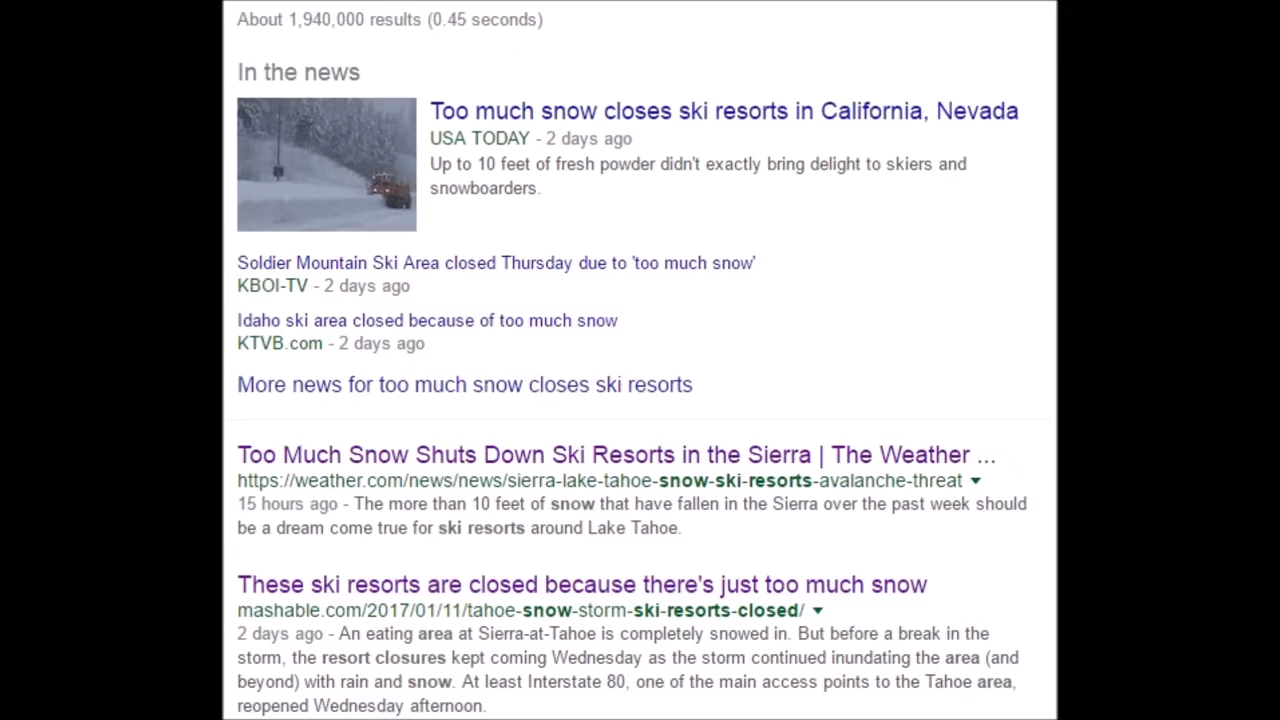 About 1,940,000 results (0.45 seconds)
In the news
Too much snow closes ski resorts in California, Nevada
USA TODAY - 2 days ago
Up to 10 feet of fresh powder didn't exactly bring delight to skiers and
snowboarders.
Soldier Mountain Ski Area closed Thursday due to 'too much snow'
KBOI-TV - 2 days ago
Idaho ski area closed because of too much snow
KTVB.com - 2 days ago
More news for too much snow closes ski resorts
Too Much Snow Shuts Down Ski Resorts in the Sierra | The Weather ...
https://weather.com/news/news/sierra-lake-tahoe-snow-ski-resorts-avalanche-threat
15 hours ago - The more than 10 feet of snow that have fallen in the Sierra over the past week should
be a dream come true for ski resorts around Lake Tahoe.
These ski resorts are closed because there's just too much snow
mashable.com/2017/01/11/tahoe-snow-storm-ski-resorts-closed/
2 days ago - An eating area at Sierra-at-Tahoe is completely snowed in. But before a break in the
storm, the resort closures kept coming Wednesday as the storm continued inundating the area (and
beyond) with rain and snow. At least Interstate 80, one of the main access points to the Tahoe area,
reopened Wednesday afternoon.